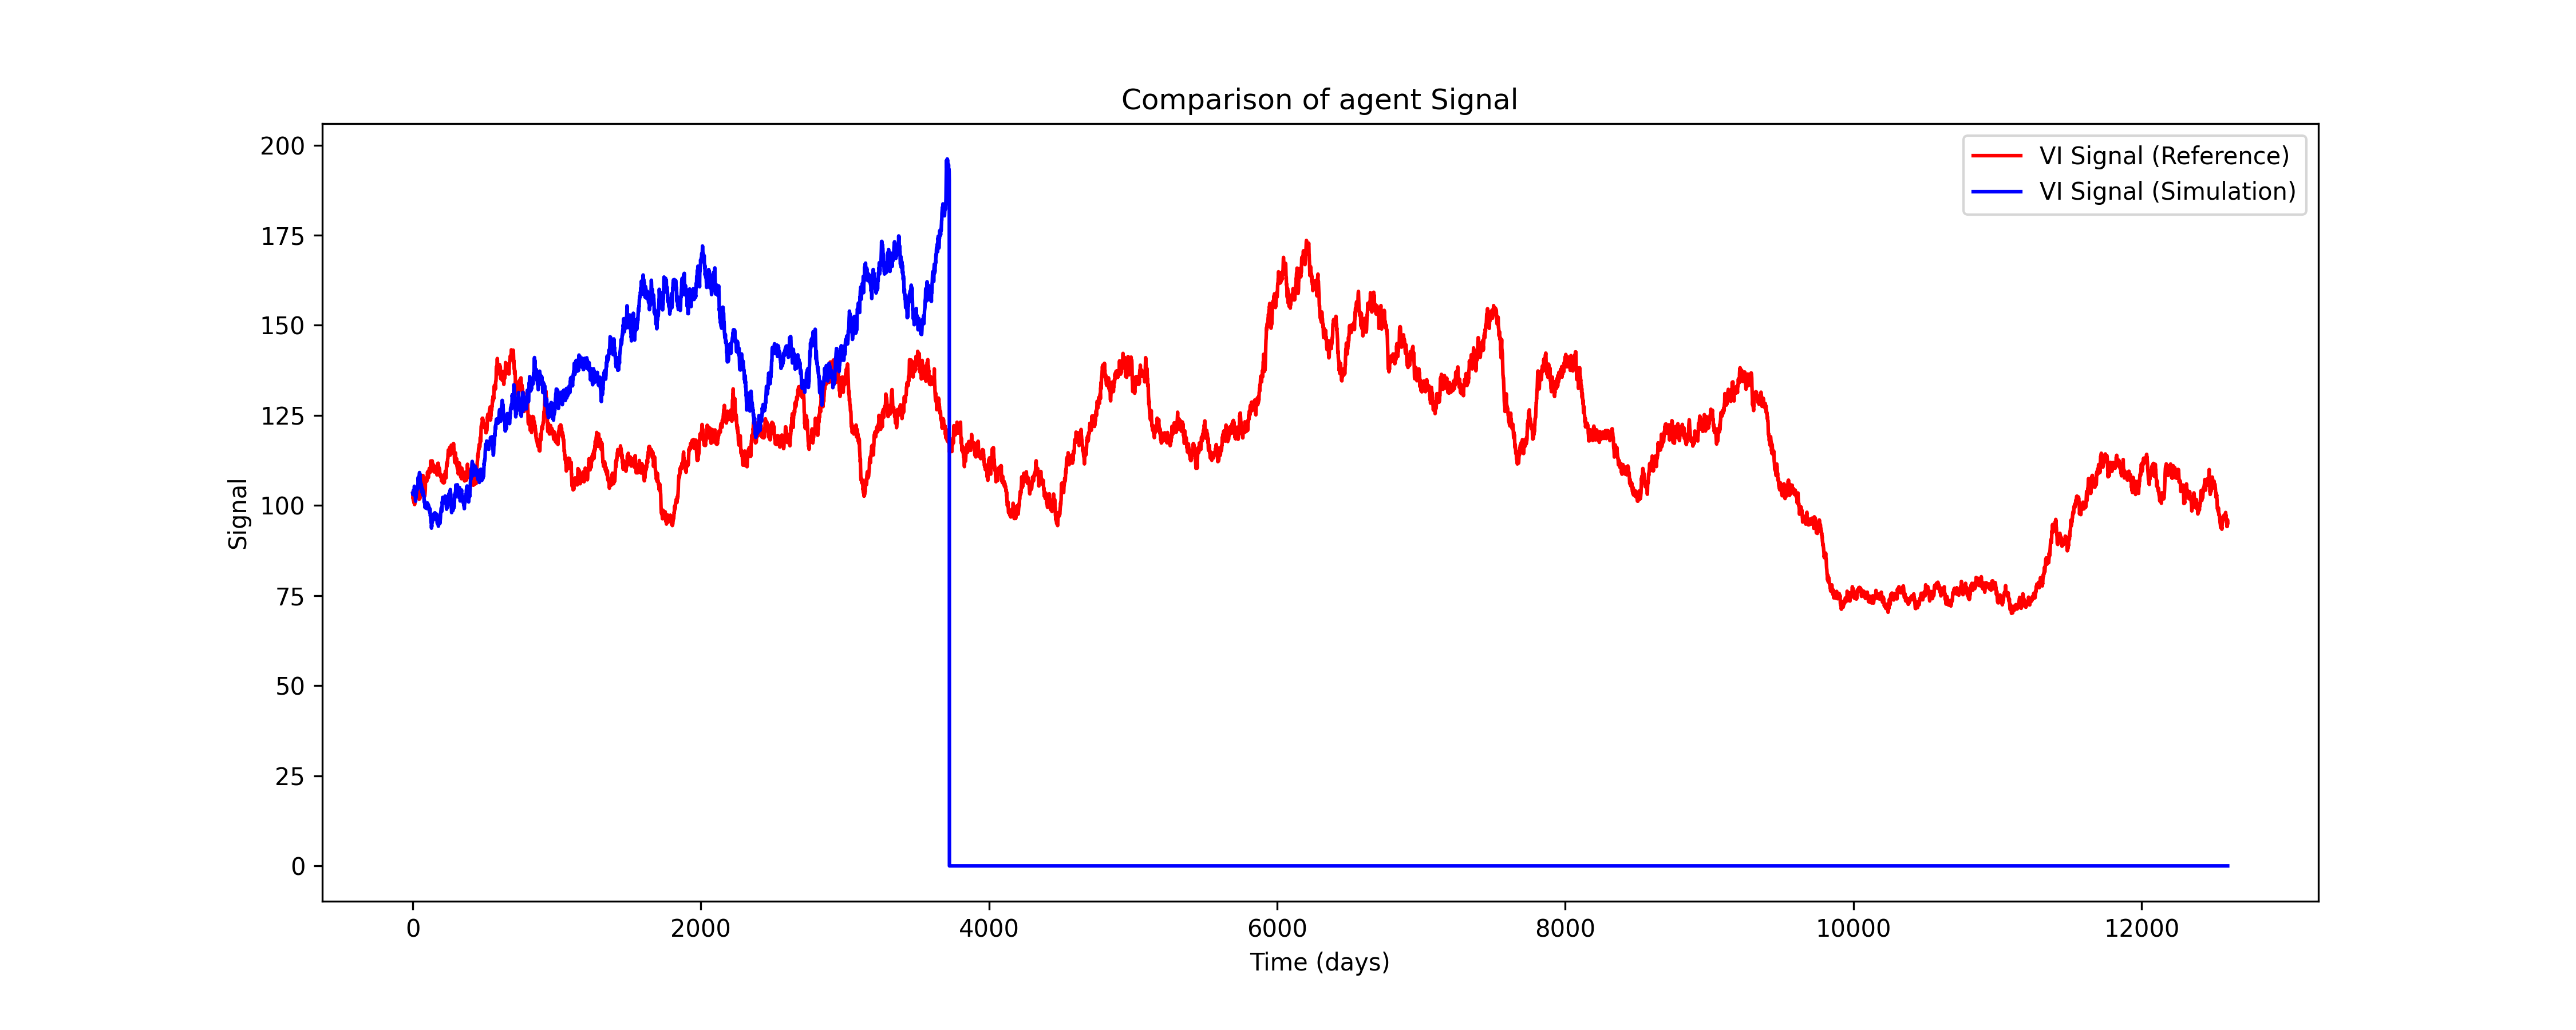 Comparison of agent Signal
200
175
150
125
100
75
50
25
0
Signal
VI Signal (Reference)
VI Signal (Simulation)
0 2000 4000 6000 8000 10000 12000
Time (days)